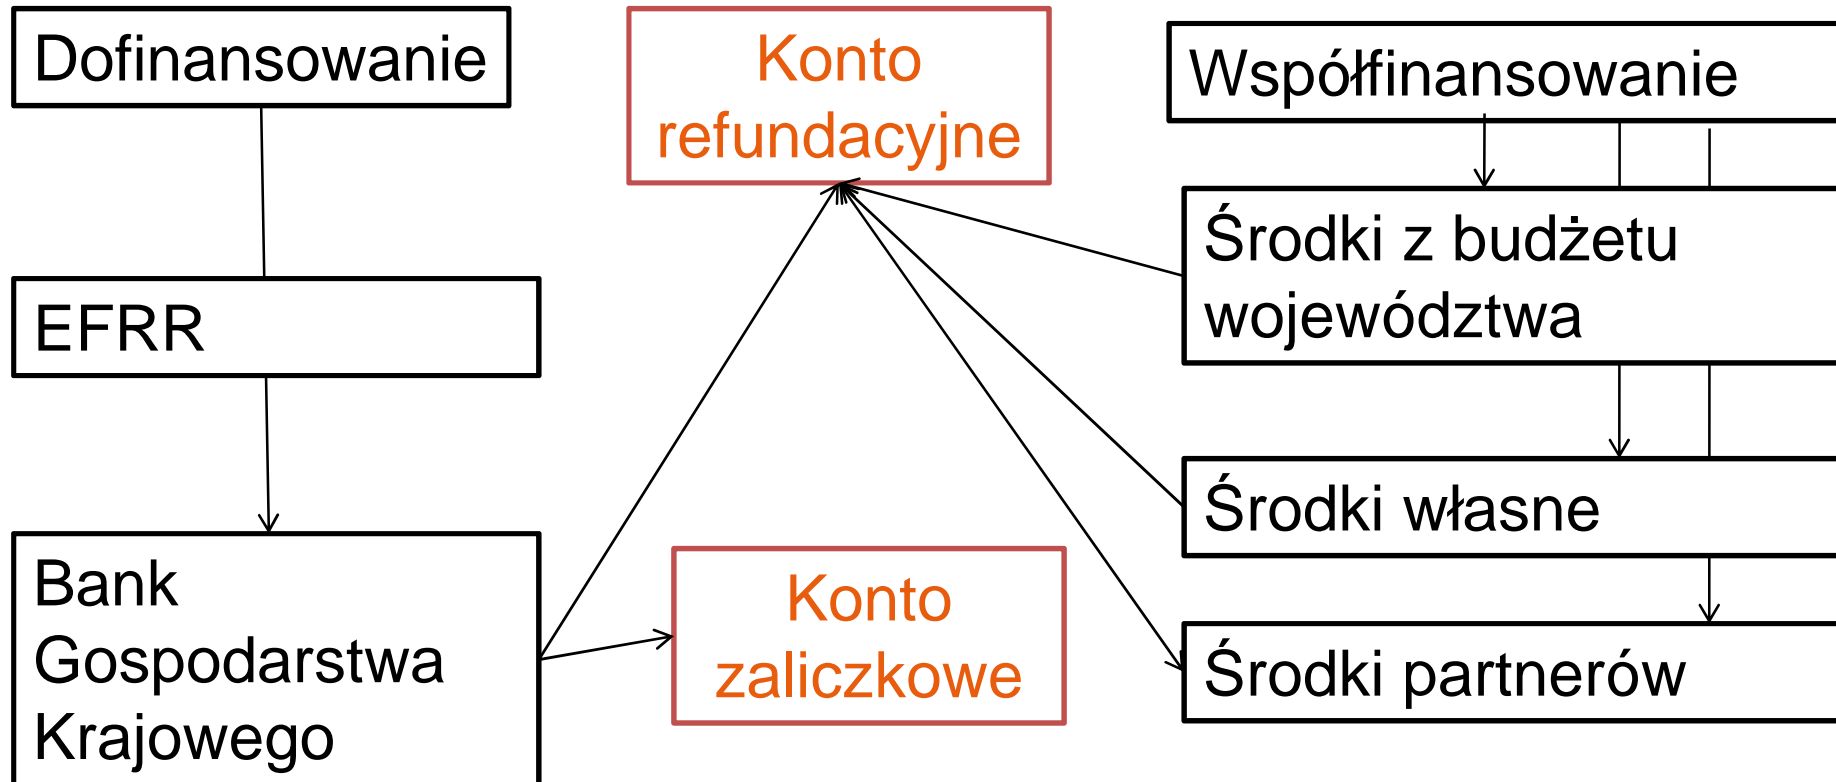 Dofinansowanie
Konto
refundacyjne
Współfinansowanie
Środki z budżetu
województwa
EFRR
Środki własne
Bank
Gospodarstwa
Krajowego
Konto
zaliczkowe
Środki partnerów